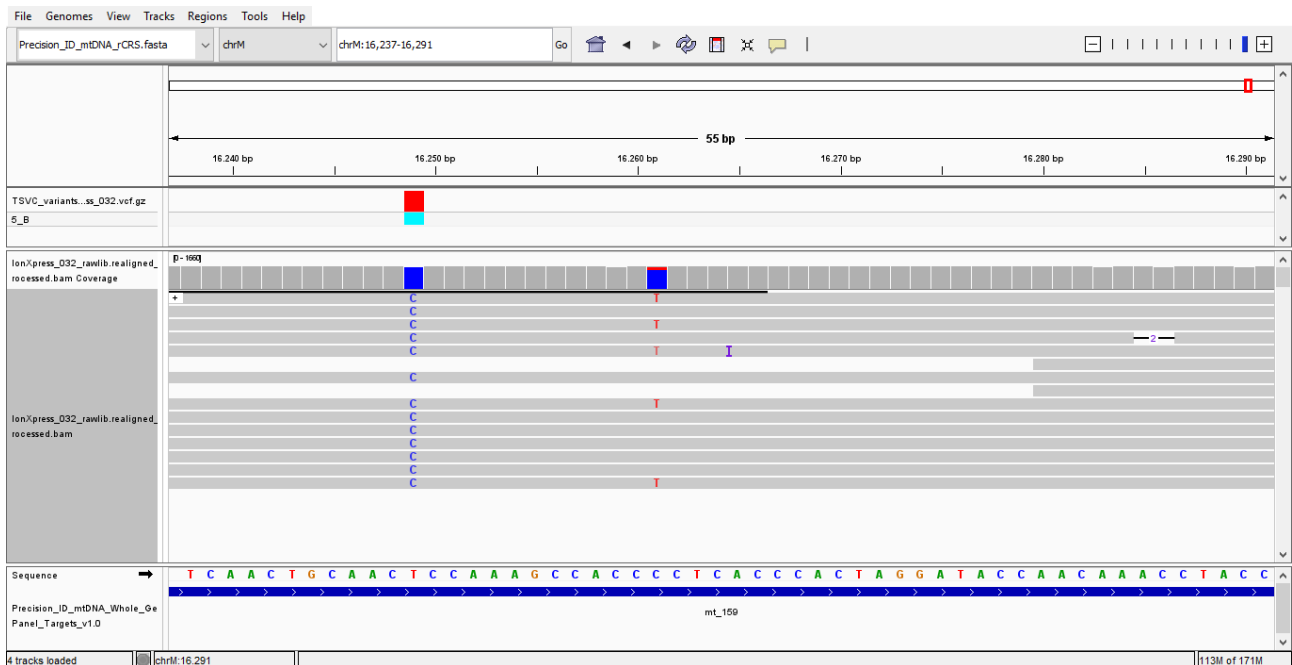 File Genomes View Tracks Regions Tools Help
Precision_ID_mtDNA_rCRS.fasta chrM chrM:16,237-16,291 Go
55 bp
16.240 bp 16.250 bp 16.260 bp 16.270 bp 16.280 bp 16.290 bp
TSVC_variants...ss_032.vcf.gz
5_B
IonXpress_032_rawlib.realigned_
rocessed.bam Coverage
[0 - 1660]
+ C T
C
C T
C 2
C T I
C
C T
C
C
C
C
C
C T
IonXpress_032_rawlib.realigned_
rocessed.bam
Sequence T C A A C T G C A A C T C C A A A G C C A C C C C T C A C C C A C T A G G A T A C C A A C A A A C C T A C C
Precision_ID_mtDNA_Whole_Ge
Panel_Targets_v1.0
mt_159
4 tracks loaded chrM:16.291 113M of 171M